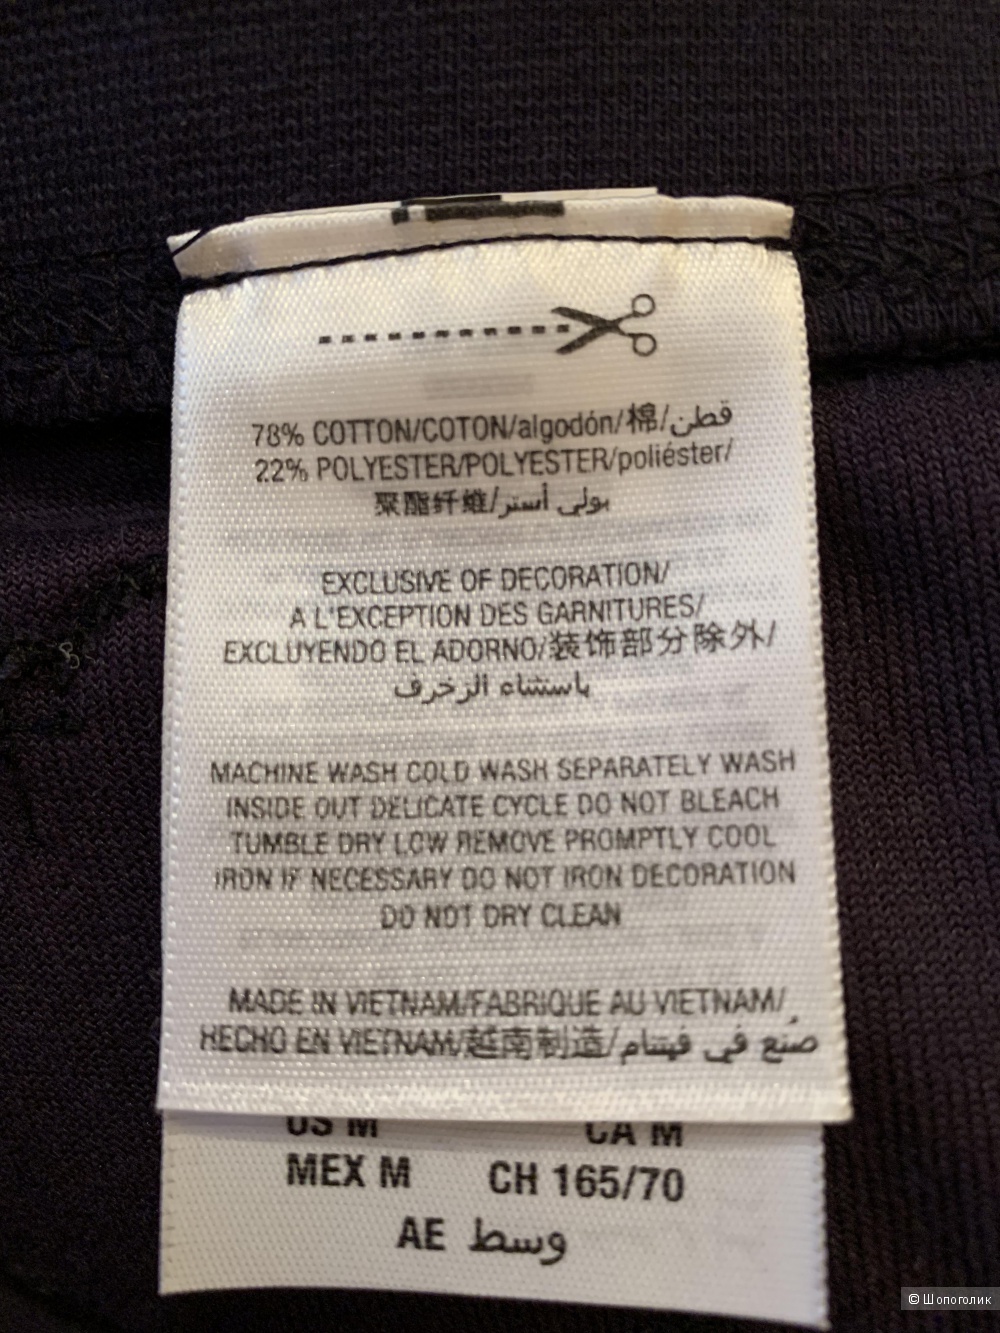 78% COTTON/COTON/algodón/棉/قطن
22% POLYESTER/POLYESTER/poliéster/
聚酯纤维/بولي أستر
EXCLUSIVE OF DECORATION/
A L'EXCEPTION DES GARNITURES/
EXCLUYENDO EL ADORNO/装饰部分除外/
باستثناء الزخرف
MACHINE WASH COLD WASH SEPARATELY WASH
INSIDE OUT DELICATE CYCLE DO NOT BLEACH
TUMBLE DRY LOW REMOVE PROMPTLY COOL
IRON IF NECESSARY DO NOT IRON DECORATION
DO NOT DRY CLEAN
MADE IN VIETNAM/FABRIQUE AU VIETNAM/
HECHO EN VIETNAM/越南制造/صُنع في فيتنام
US M CA M
MEX M CH 165/70
AE وسط
© Шопоголик